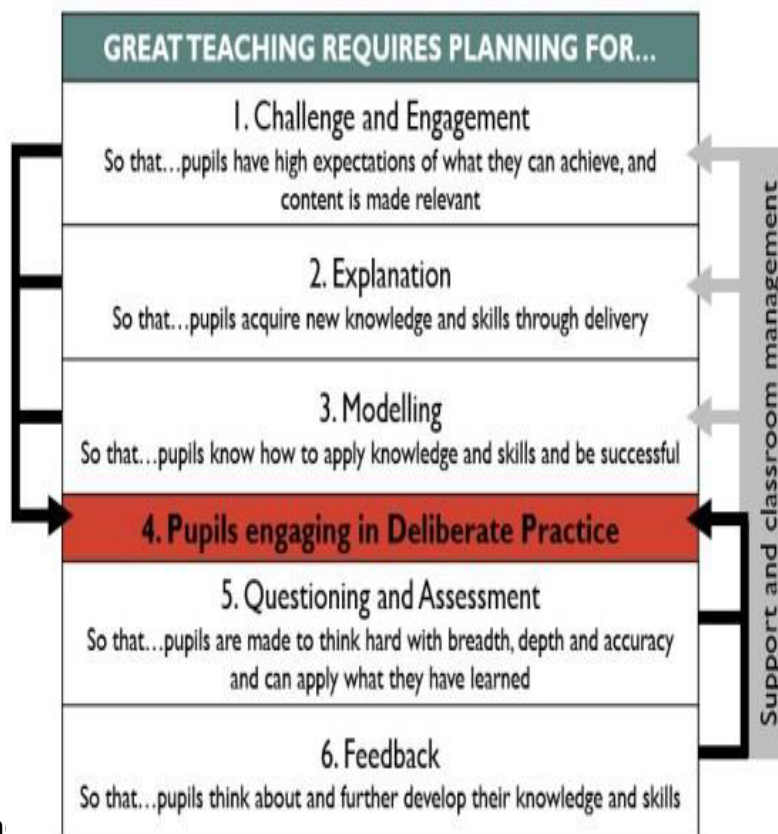 GREAT TEACHING REQUIRES PLANNING FOR...
1. Challenge and Engagement
So that...pupils have high expectations of what they can achieve, and
content is made relevant
2. Explanation
So that...pupils acquire new knowledge and skills through delivery
3. Modelling
So that...pupils know how to apply knowledge and skills and be successful
4. Pupils engaging in Deliberate Practice
5. Questioning and Assessment
So that...pupils are made to think hard with breadth, depth and accuracy
and can apply what they have learned
6. Feedback
So that...pupils think about and further develop their knowledge and skills
Support and classroom management